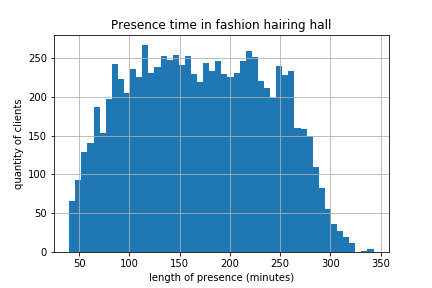 Presence time in fashion hairing hall
quantity of clients
250
200
150
100
50
0
50 100 150 200 250 300 350
length of presence (minutes)